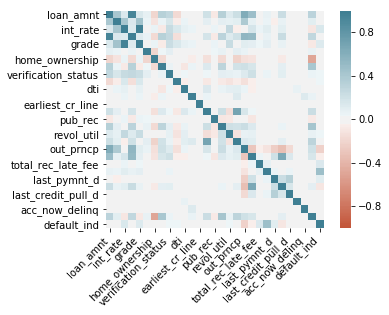 loan_amnt
int_rate
grade
home_ownership
verification_status
dti
earliest_cr_line
pub_rec
revol_util
out_prncp
total_rec_late_fee
last_pymnt_d
last_credit_pull_d
acc_now_delinq
default_ind
loan_amnt
int_rate
grade
home_ownership
verification_status
dti
earliest_cr_line
pub_rec
revol_util
out_prncp
total_rec_late_fee
last_pymnt_d
last_credit_pull_d
acc_now_delinq
default_ind
0.8
0.4
0.0
-0.4
-0.8